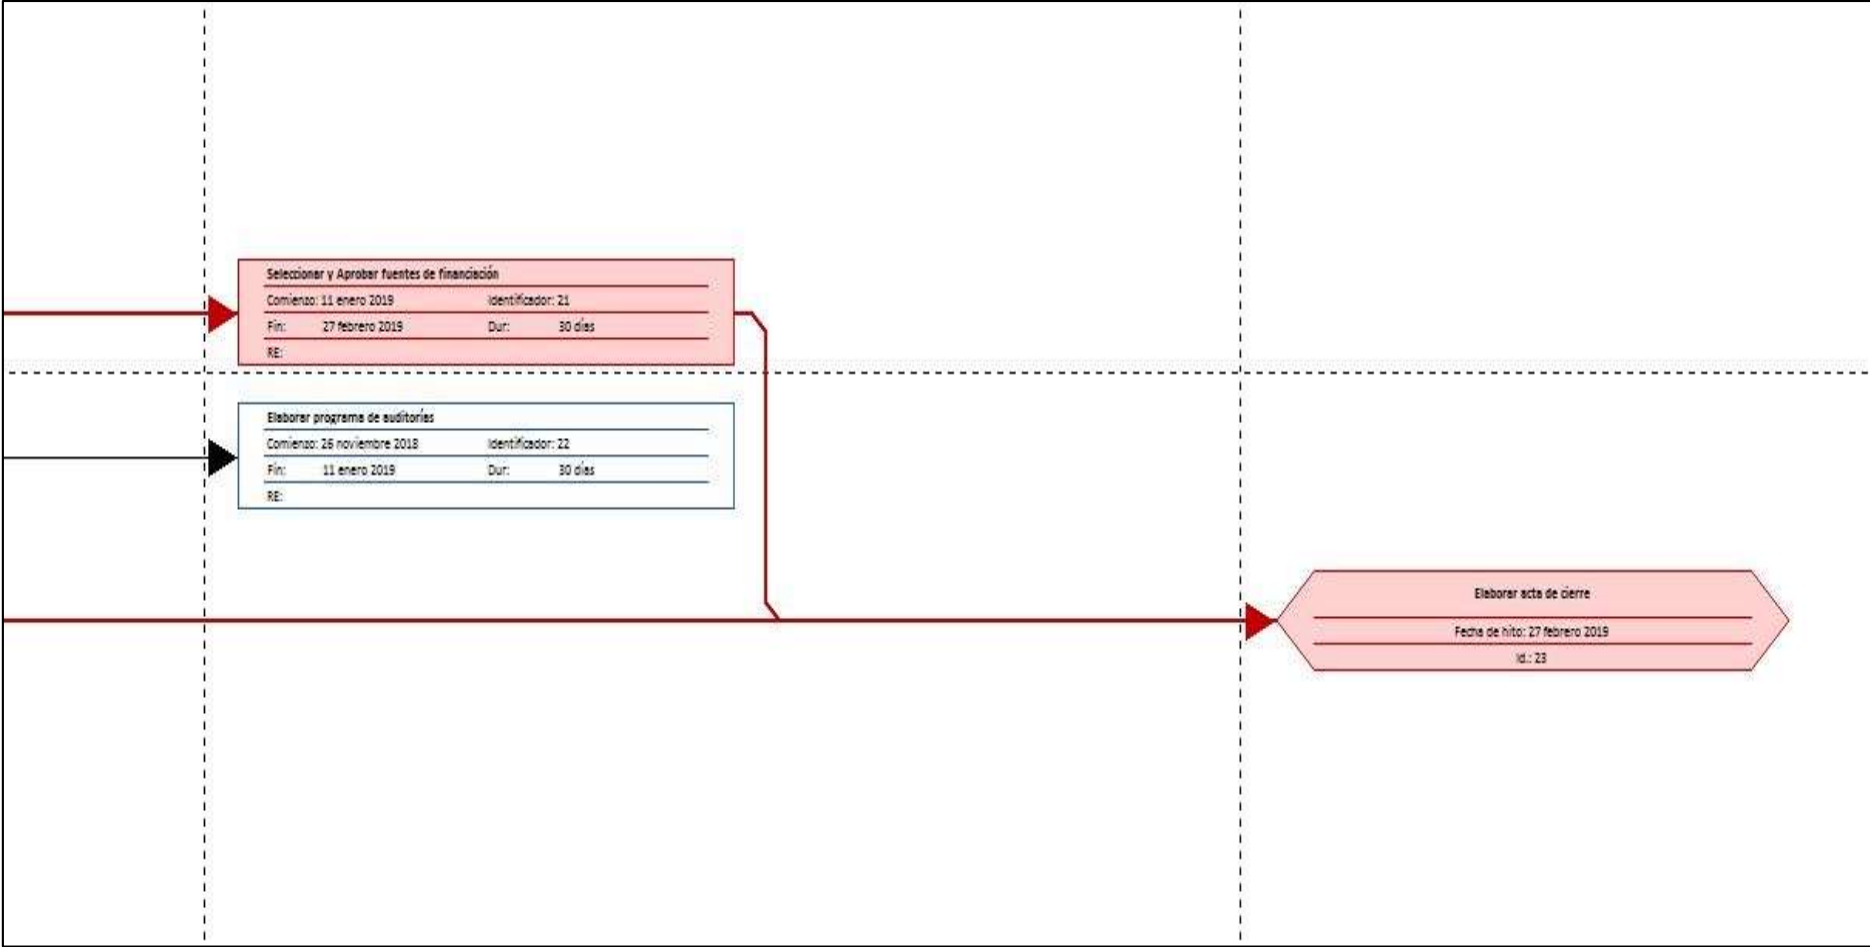 Seleccionar y Aprobar fuentes de financiación
Comienzo: 11 enero 2019 Identificador: 21
Fin: 27 febrero 2019 Dur: 30 días
RE:
Elaborar programa de auditorías
Comienzo: 26 noviembre 2018 Identificador: 22
Fin: 11 enero 2019 Dur: 30 días
RE:
Elaborar acta de cierre
Fecha de hito: 27 febrero 2019
Id.: 23